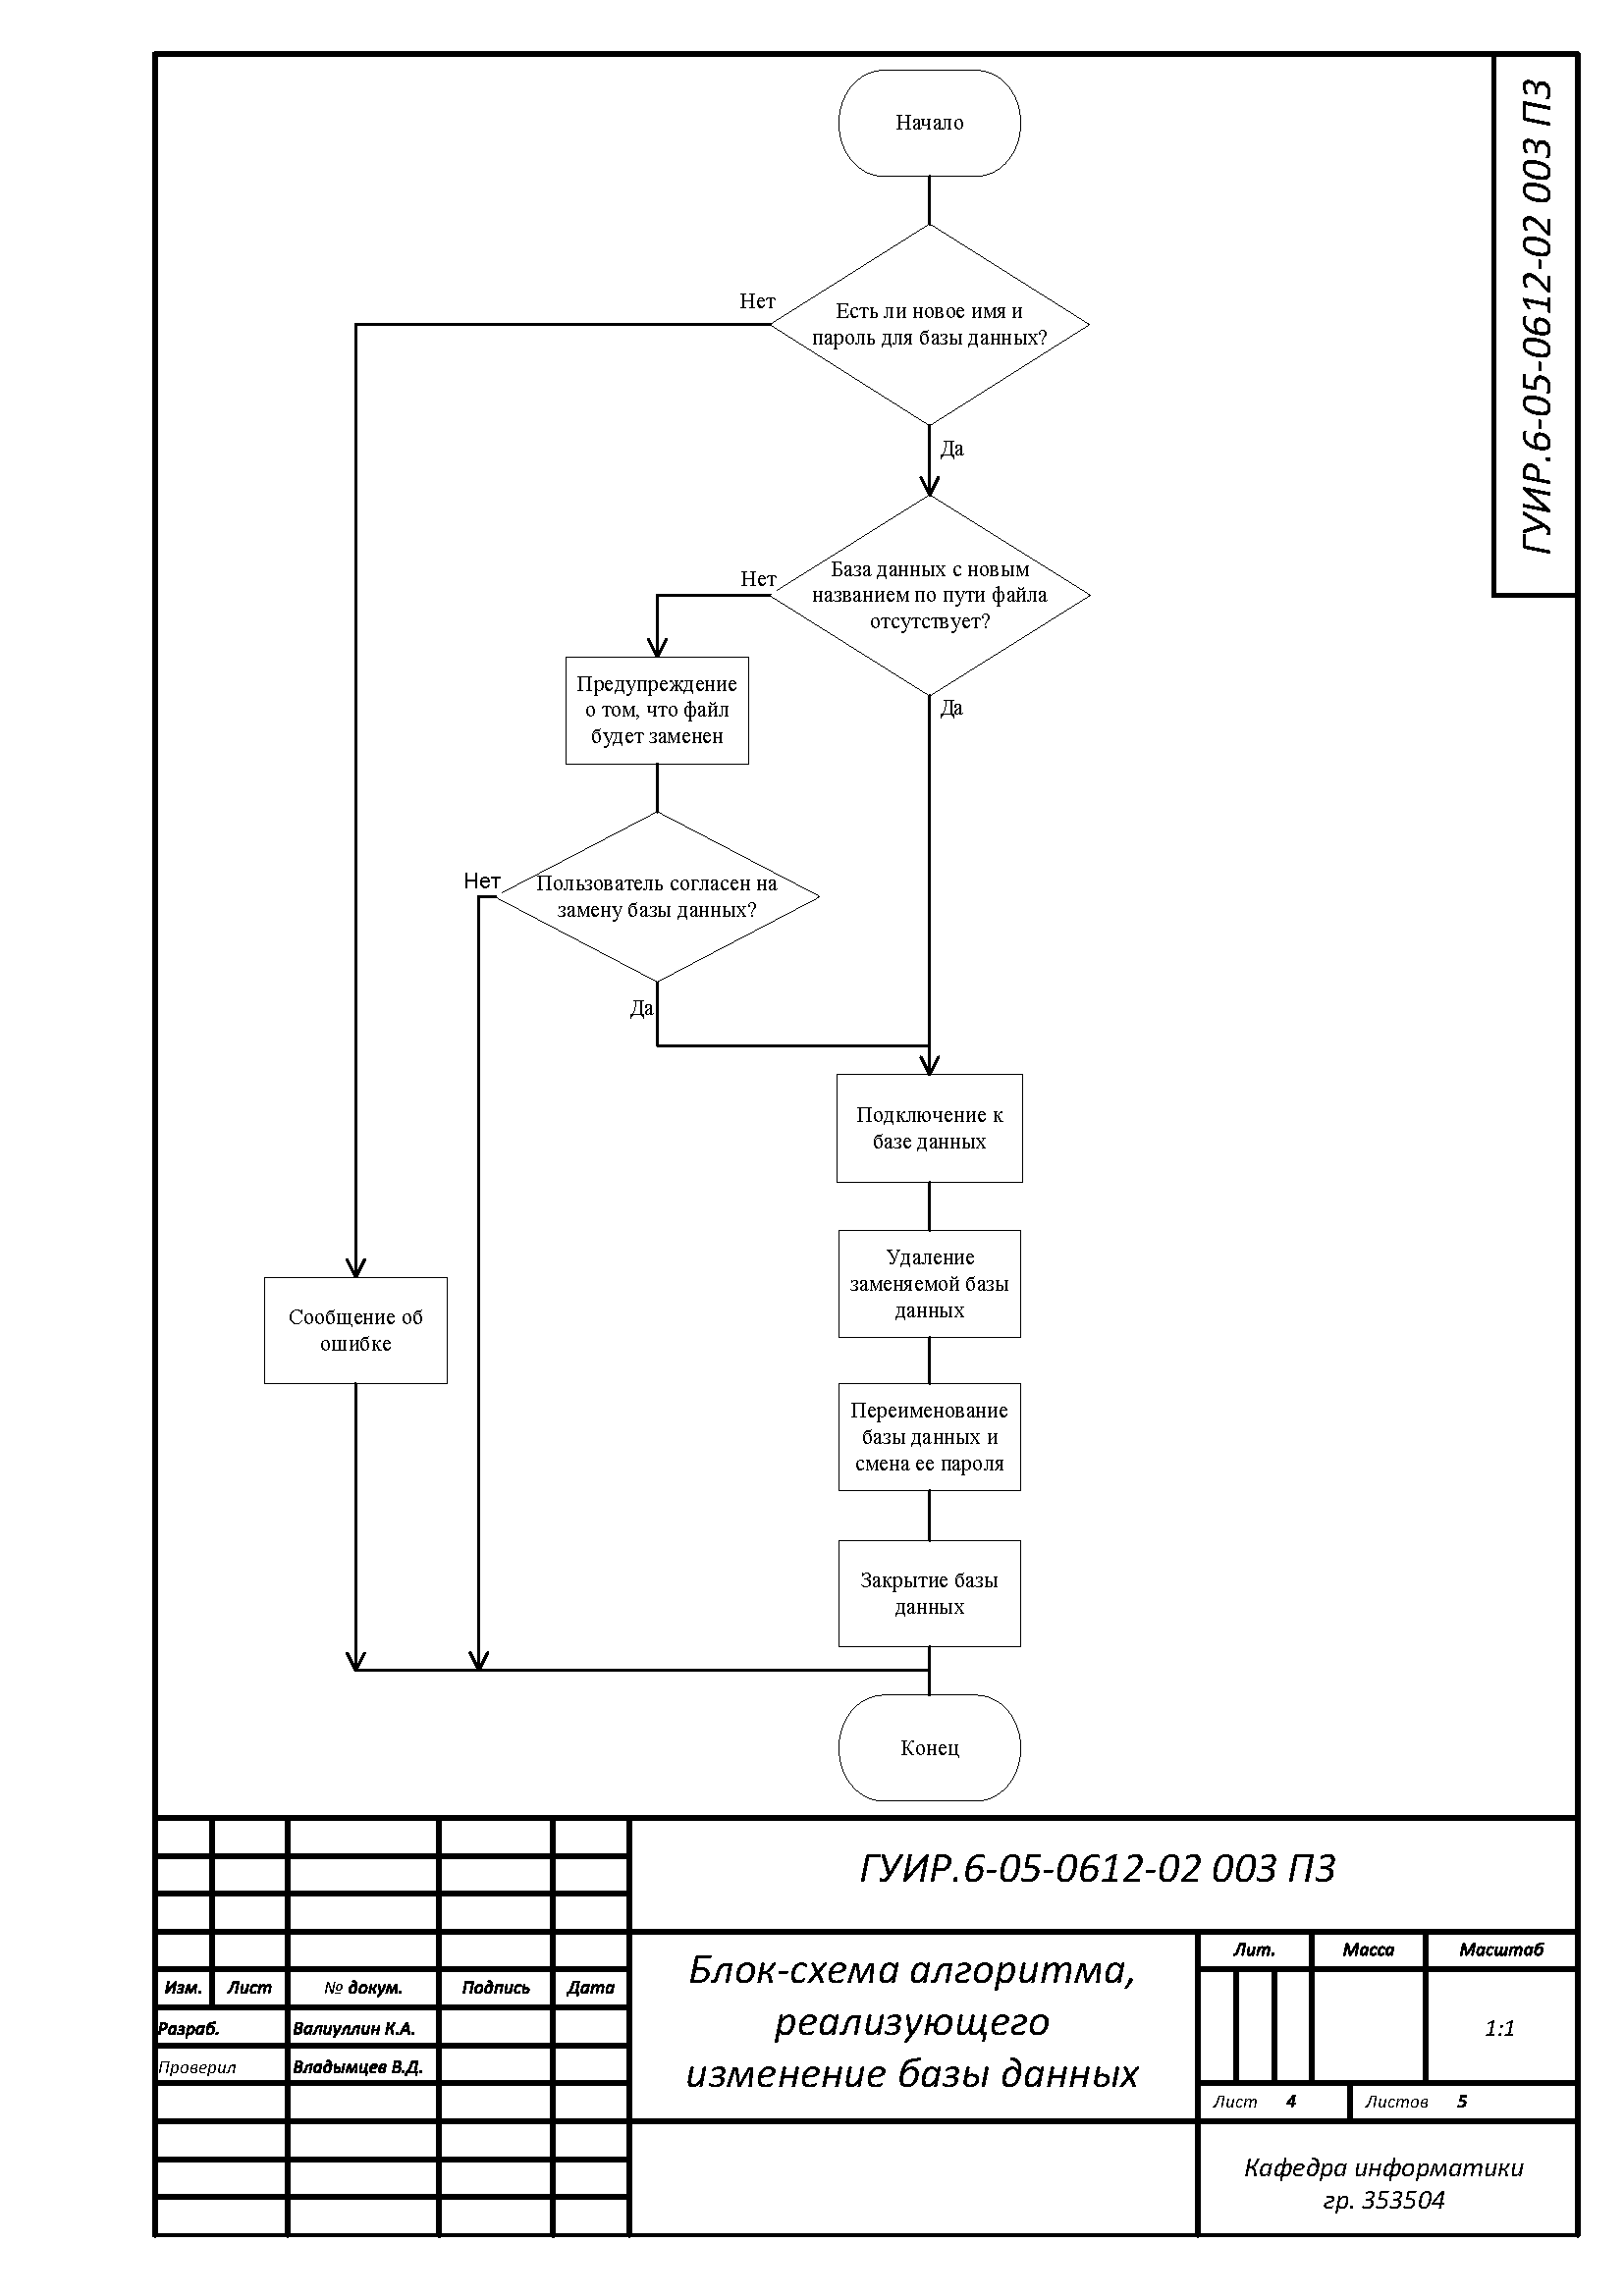 ГУИР.6-05-0612-02 003 ПЗ
Начало
Есть ли новое имя и
пароль для базы данных?
Нет
Да
База данных с новым
названием по пути файла
отсутствует?
Нет
Да
Предупреждение
о том, что файл
будет заменен
Пользователь согласен на
замену базы данных?
Нет
Да
Подключение к
базе данных
Удаление
заменяемой базы
данных
Сообщение об
ошибке
Переименование
базы данных и
смена ее пароля
Закрытие базы
данных
Конец
ГУИР.6-05-0612-02 003 ПЗ
Изм. Лист № докум. Подпись Дата
Разраб. Валиуллин К.А.
Проверил Владымцев В.Д.
Блок-схема алгоритма,
реализующего
изменение базы данных
Лит. Масса Масштаб
1:1
Лист 4 Листов 5
Кафедра информатики
гр. 353504